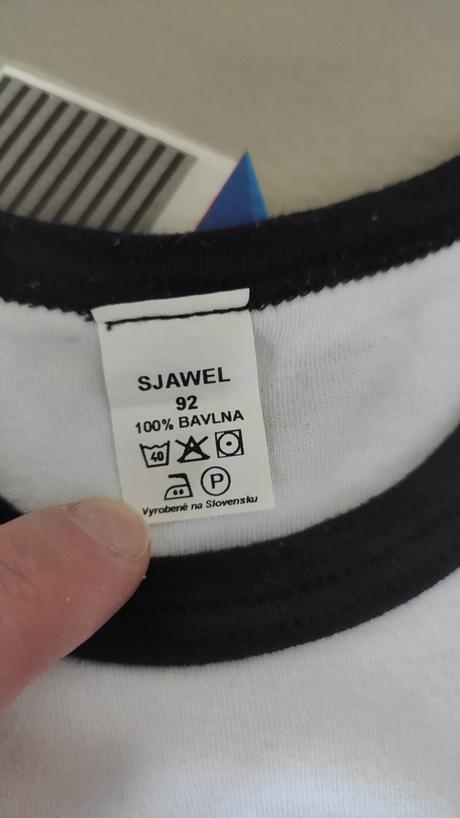 SJAWEL
92
100% BAVLNA
40
P
Vyrobené na Slovensku